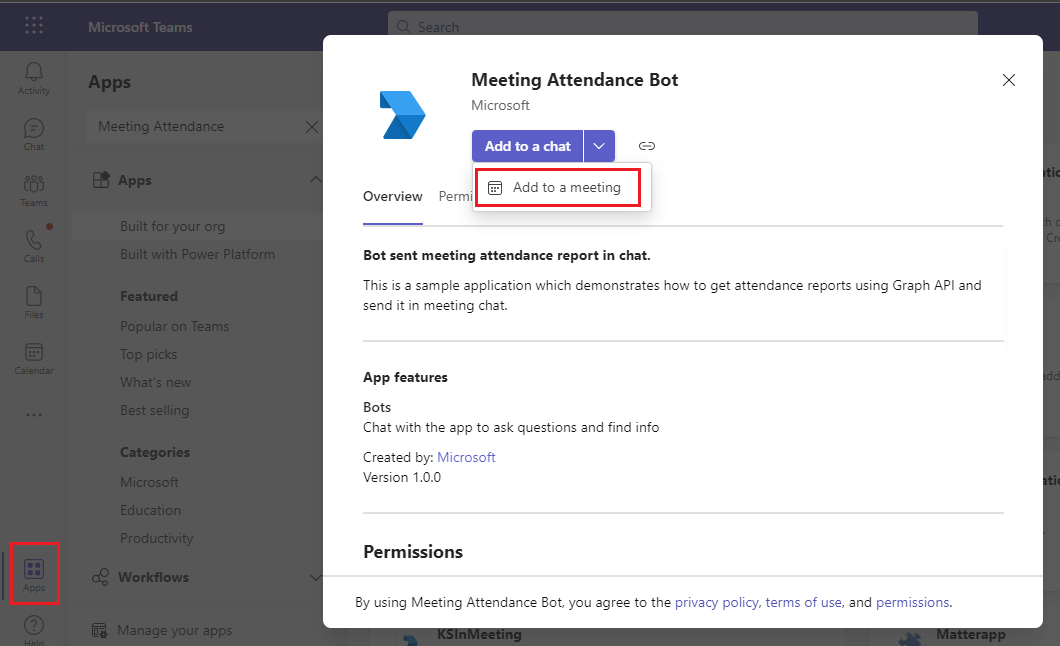 Microsoft Teams
Search
Activity
Chat
Teams
Calls
Files
Calendar
Apps
Help
Apps
Meeting Attendance
Apps
Built for your org
Built with Power Platform
Featured
Popular on Teams
Top picks
What's new
Best selling
Categories
Microsoft
Education
Productivity
Workflows
Manage your apps
Meeting Attendance Bot
Microsoft
Add to a chat
Add to a meeting
Overview
Bot sent meeting attendance report in chat.
This is a sample application which demonstrates how to get attendance reports using Graph API and
send it in meeting chat.
App features
Bots
Chat with the app to ask questions and find info
Created by: Microsoft
Version 1.0.0
Permissions
By using Meeting Attendance Bot, you agree to the privacy policy, terms of use, and permissions.
KSInMeeting
Matterapp